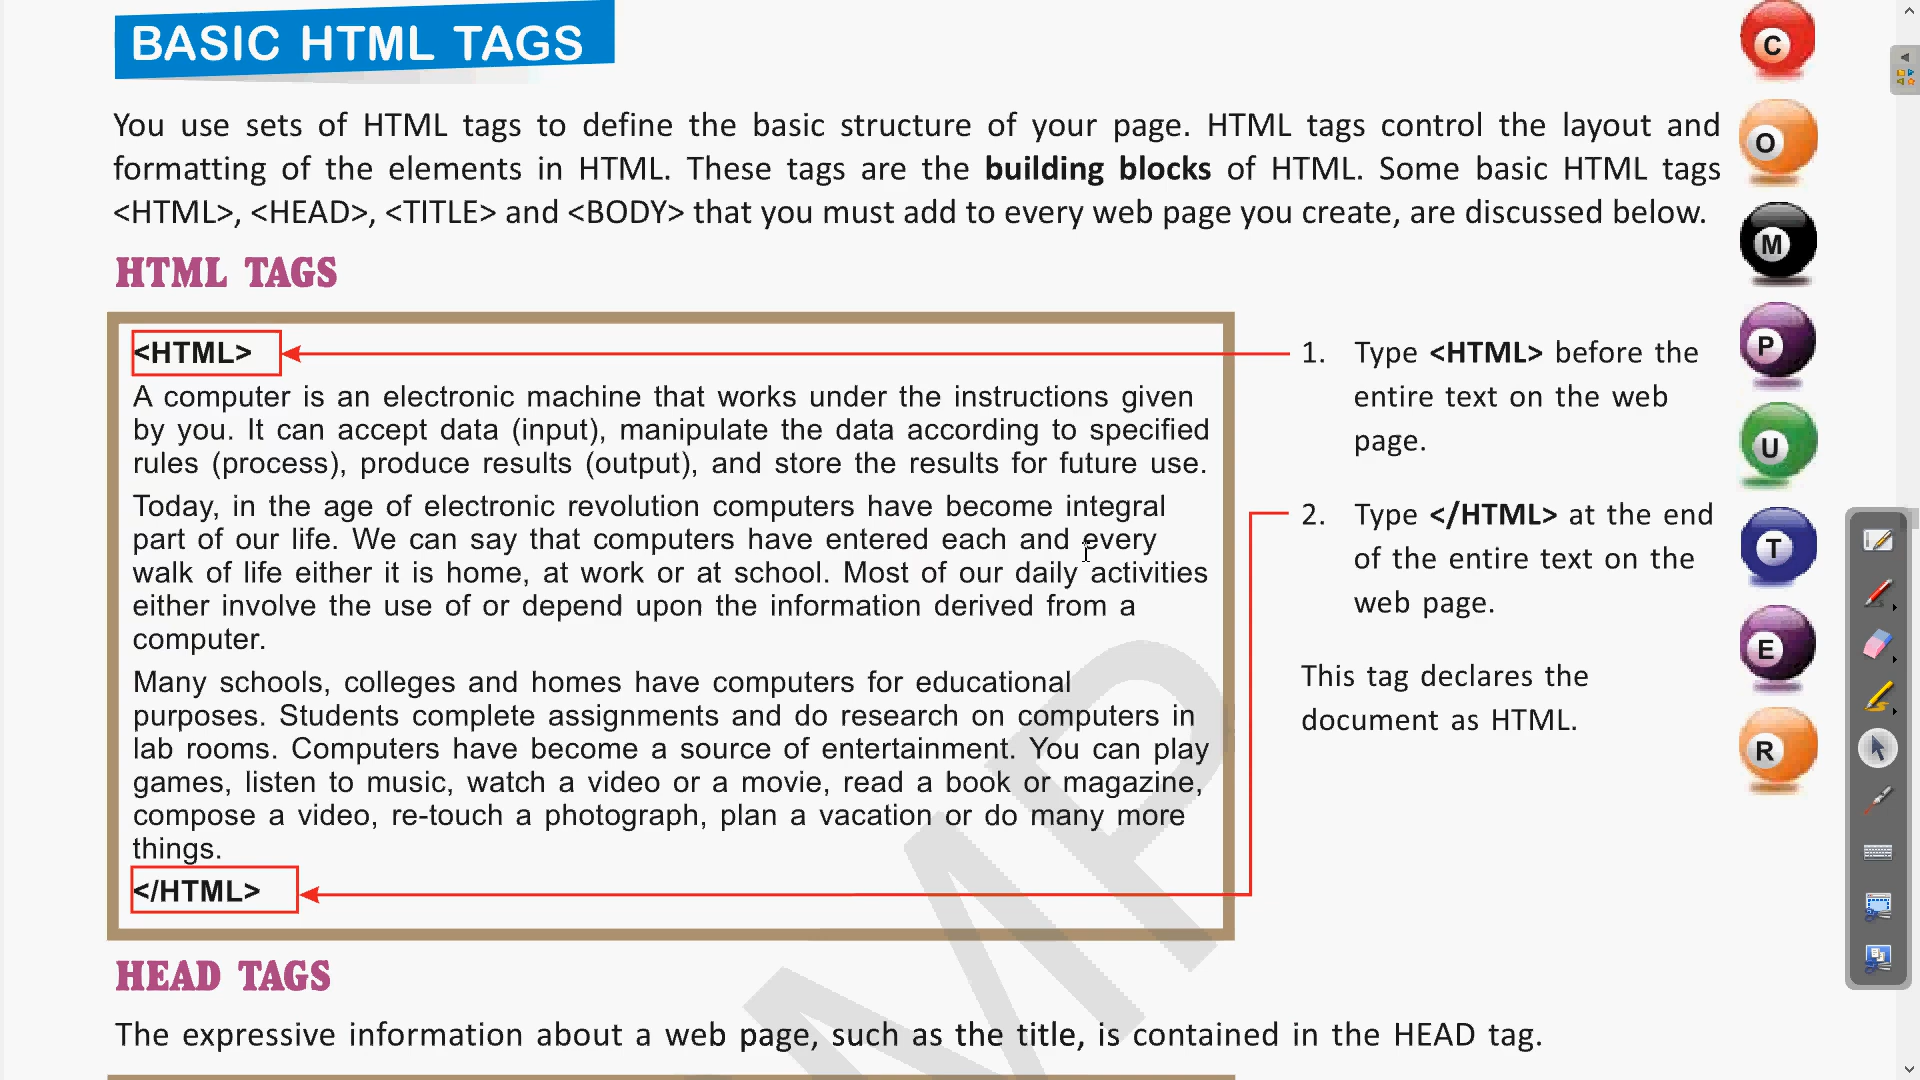 BASIC HTML TAGS
You use sets of HTML tags to define the basic structure of your page. HTML tags control the layout and
formatting of the elements in HTML. These tags are the building blocks of HTML. Some basic HTML tags
<HTML>, <HEAD>, <TITLE> and <BODY> that you must add to every web page you create, are discussed below.
HTML TAGS
<HTML>
A computer is an electronic machine that works under the instructions given
by you. It can accept data (input), manipulate the data according to specified
rules (process), produce results (output), and store the results for future use.
Today, in the age of electronic revolution computers have become integral
part of our life. We can say that computers have entered each and every
walk of life either it is home, at work or at school. Most of our daily activities
either involve the use of or depend upon the information derived from a
computer.
Many schools, colleges and homes have computers for educational
purposes. Students complete assignments and do research on computers in
lab rooms. Computers have become a source of entertainment. You can play
games, listen to music, watch a video or a movie, read a book or magazine,
compose a video, re-touch a photograph, plan a vacation or do many more
things.
</HTML>
1. Type <HTML> before the
entire text on the web
page.
2. Type </HTML> at the end
of the entire text on the
web page.
This tag declares the
document as HTML.
HEAD TAGS
The expressive information about a web page, such as the title, is contained in the HEAD tag.
C
O
M
P
U
T
E
R
MP